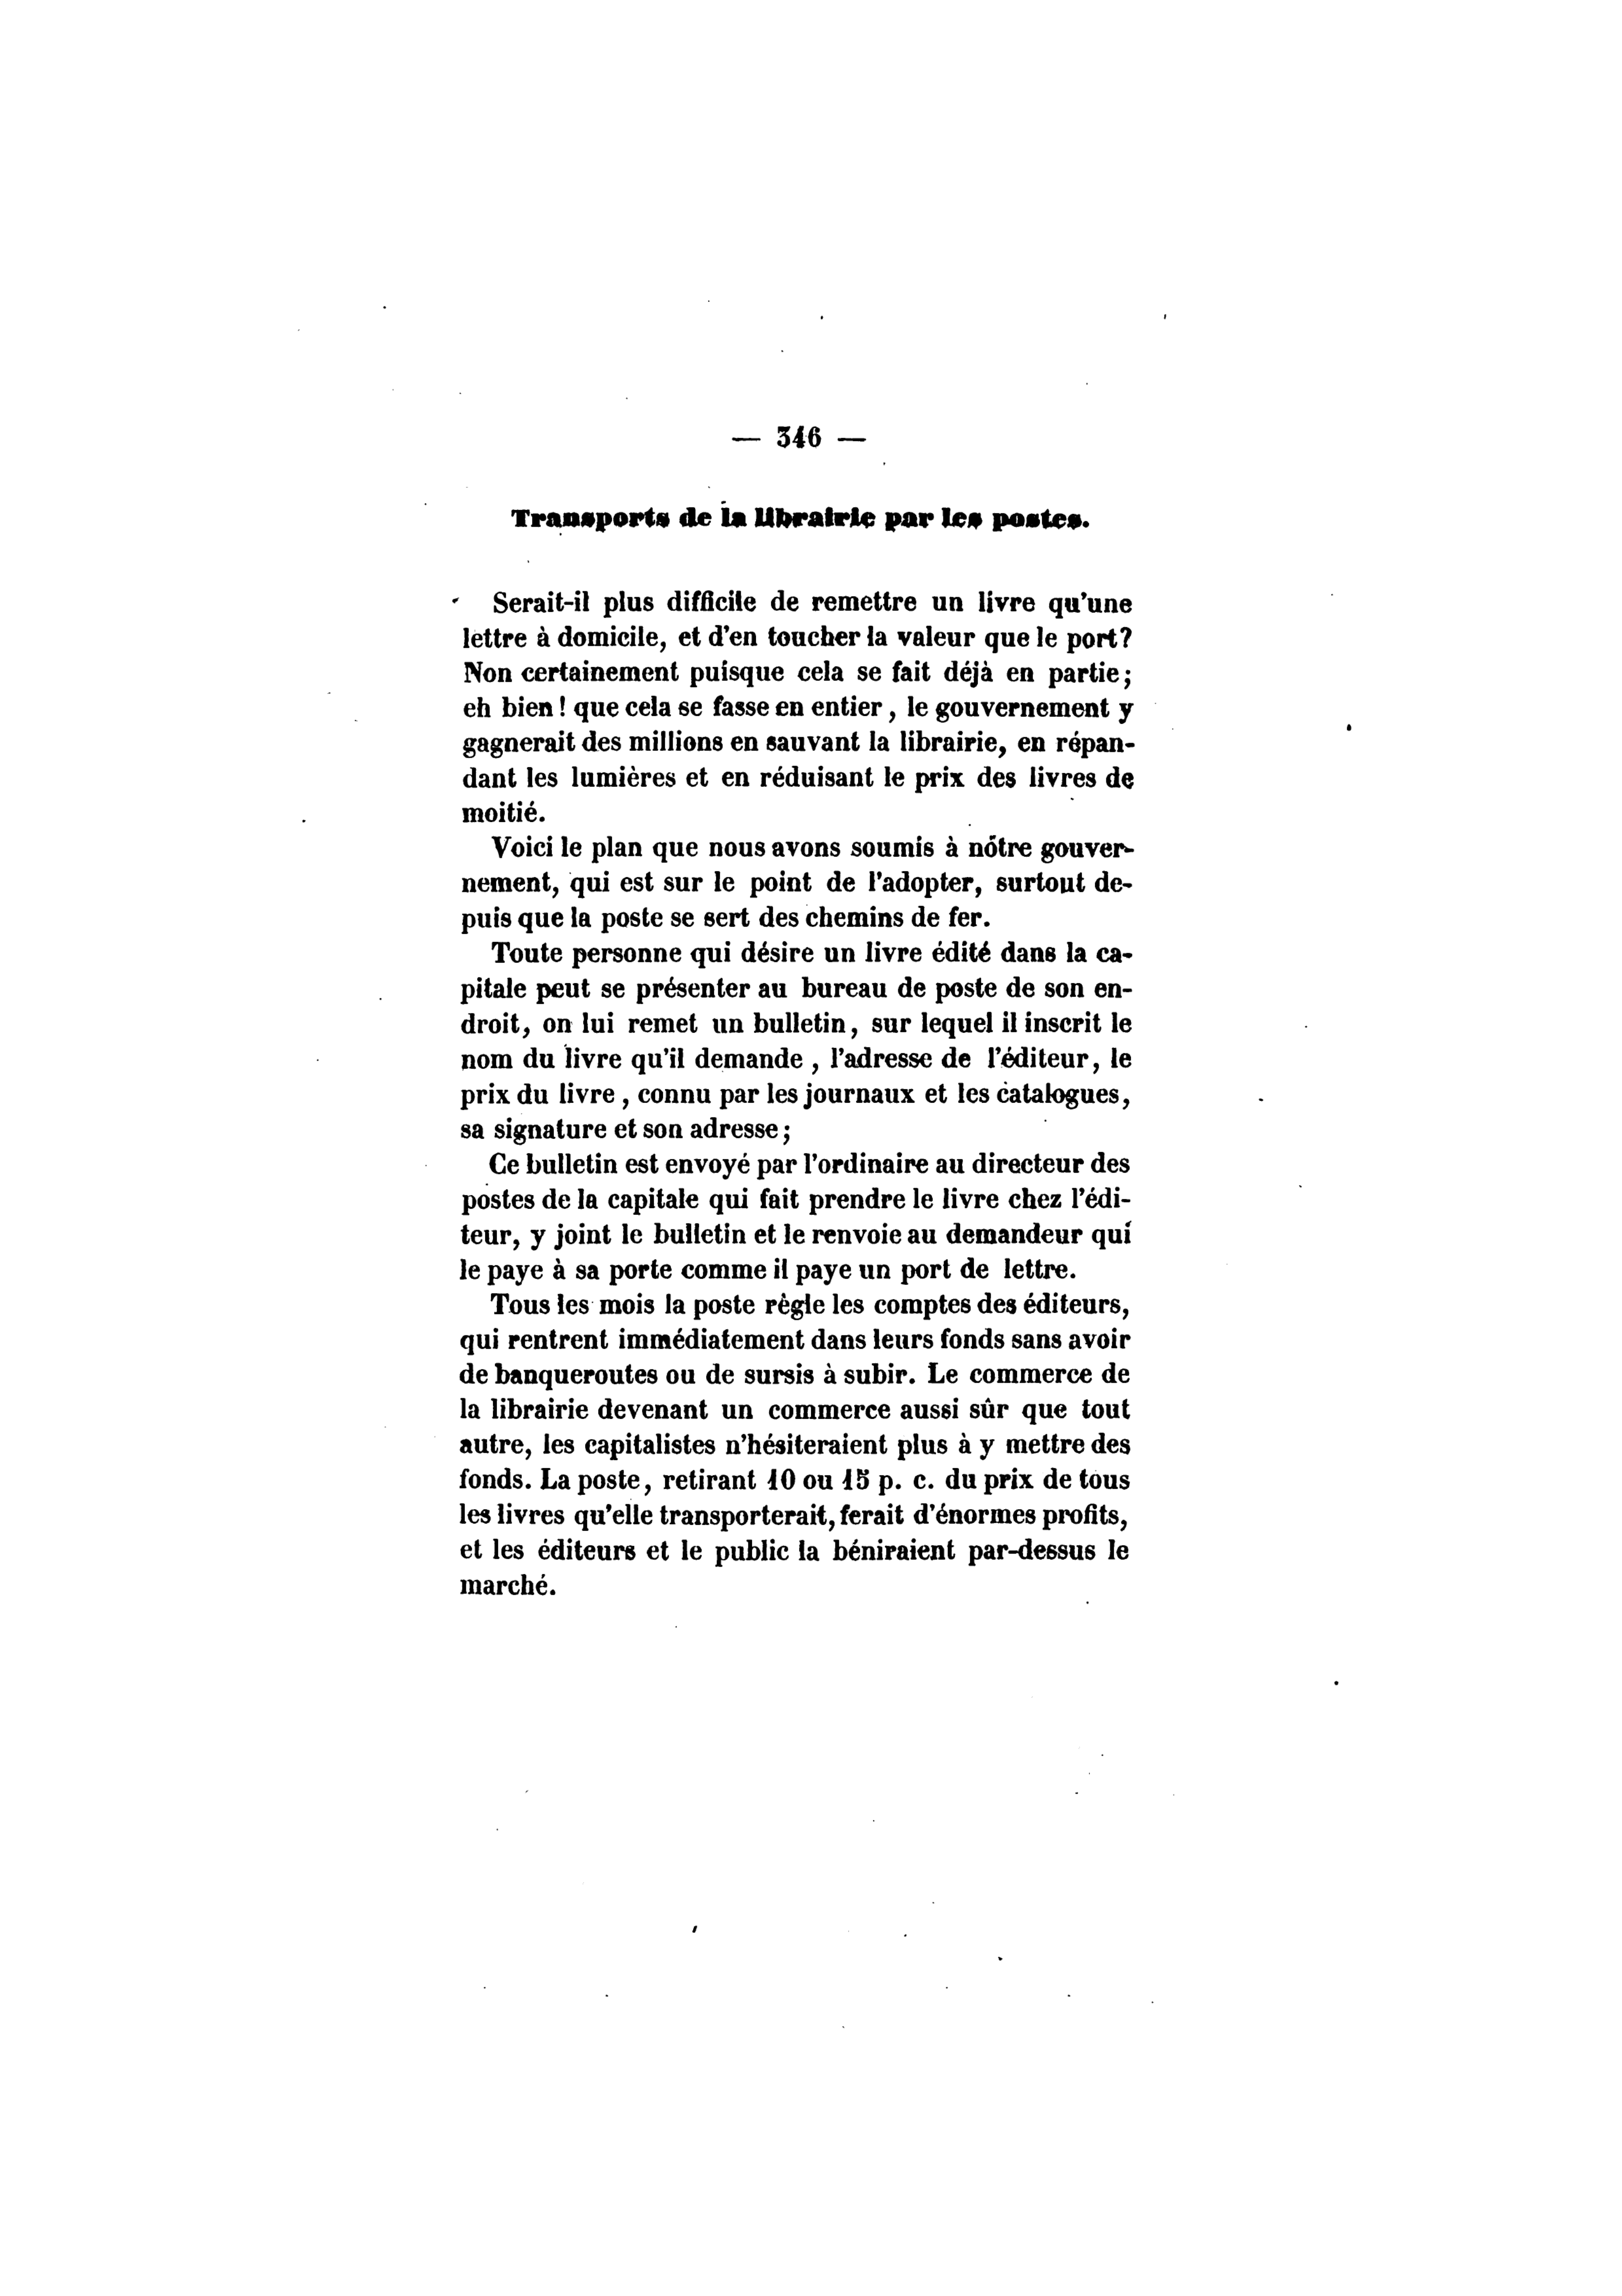 — 346 —
Transports de la librairie par les postes.
Serait-il plus difficile de remettre un livre qu'une
lettre à domicile, et d'en toucher la valeur que le port?
Non certainement puisque cela se fait déjà en partie;
eh bien ! que cela se fasse en entier, le gouvernement y
gagnerait des millions en sauvant la librairie, en répan-
dant les lumières et en réduisant le prix des livres de
moitié.
Voici le plan que nous avons soumis à nôtre gouver-
nement, qui est sur le point de l'adopter, surtout de-
puis que la poste se sert des chemins de fer.
Toute personne qui désire un livre édité dans la ca-
pitale peut se présenter au bureau de poste de son en-
droit, on lui remet un bulletin, sur lequel il inscrit le
nom du livre qu'il demande , l'adresse de l'éditeur, le
prix du livre , connu par les journaux et les catalogues,
sa signature et son adresse;
Ce bulletin est envoyé par l'ordinaire au directeur des
postes de la capitale qui fait prendre le livre chez l'édi-
teur, y joint le bulletin et le renvoie au demandeur qui
le paye à sa porte comme il paye un port de lettre.
Tous les mois la poste règle les comptes des éditeurs,
qui rentrent immédiatement dans leurs fonds sans avoir
de banqueroutes ou de sursis à subir. Le commerce de
la librairie devenant un commerce aussi sûr que tout
autre, les capitalistes n'hésiteraient plus à y mettre des
fonds. La poste, retirant 10 ou 15 p. c. du prix de tous
les livres qu'elle transporterait, ferait d'énormes profits,
et les éditeurs et le public la béniraient par-dessus le
marché.